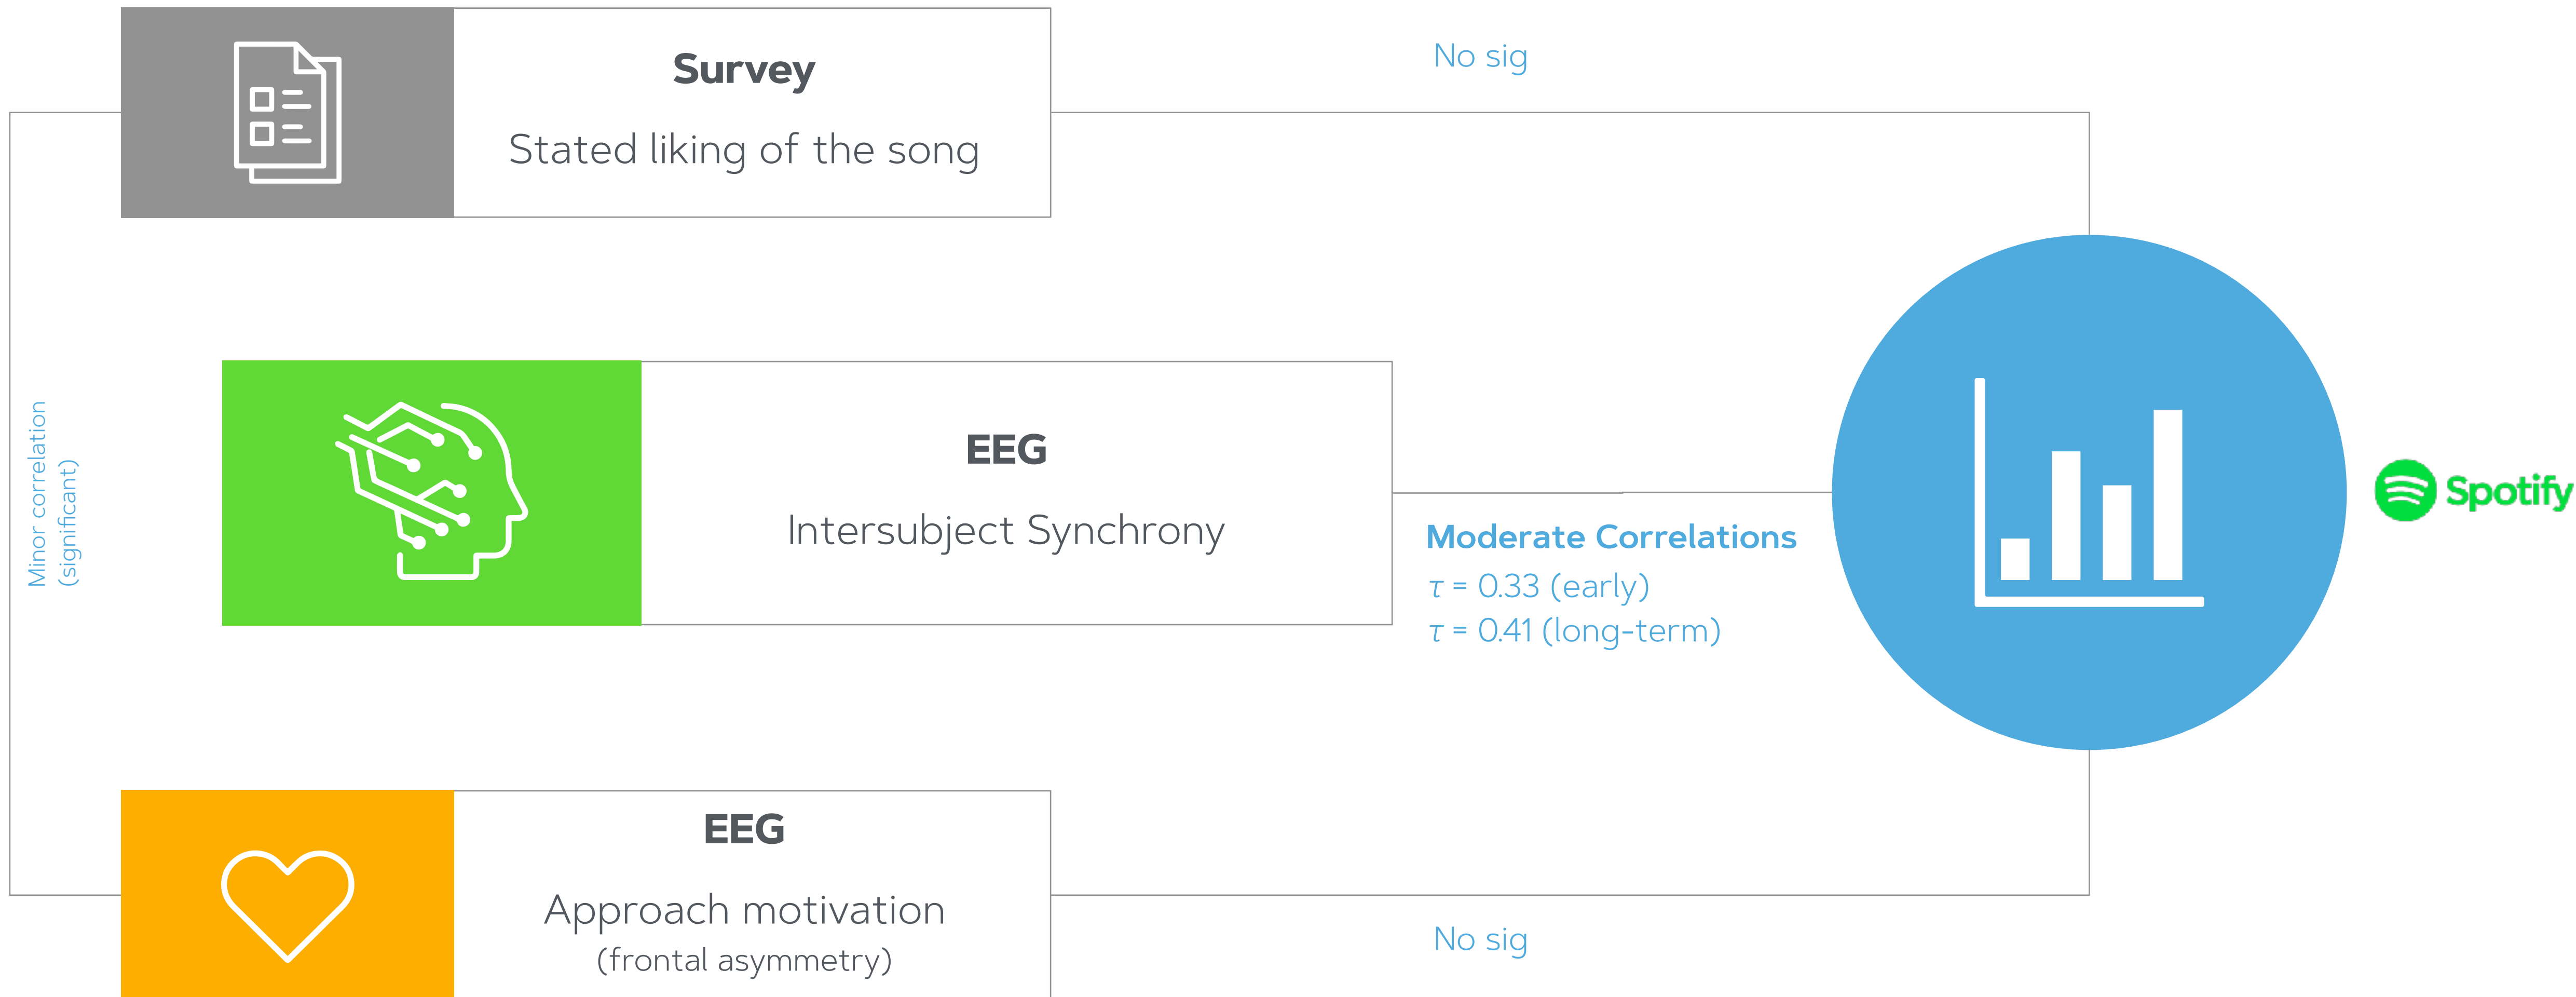 Survey
Stated liking of the song
No sig
Minor correlation
(significant)
EEG
Intersubject Synchrony
Moderate Correlations
τ = 0.33 (early)
τ = 0.41 (long-term)
Spotify
EEG
Approach motivation
(frontal asymmetry)
No sig